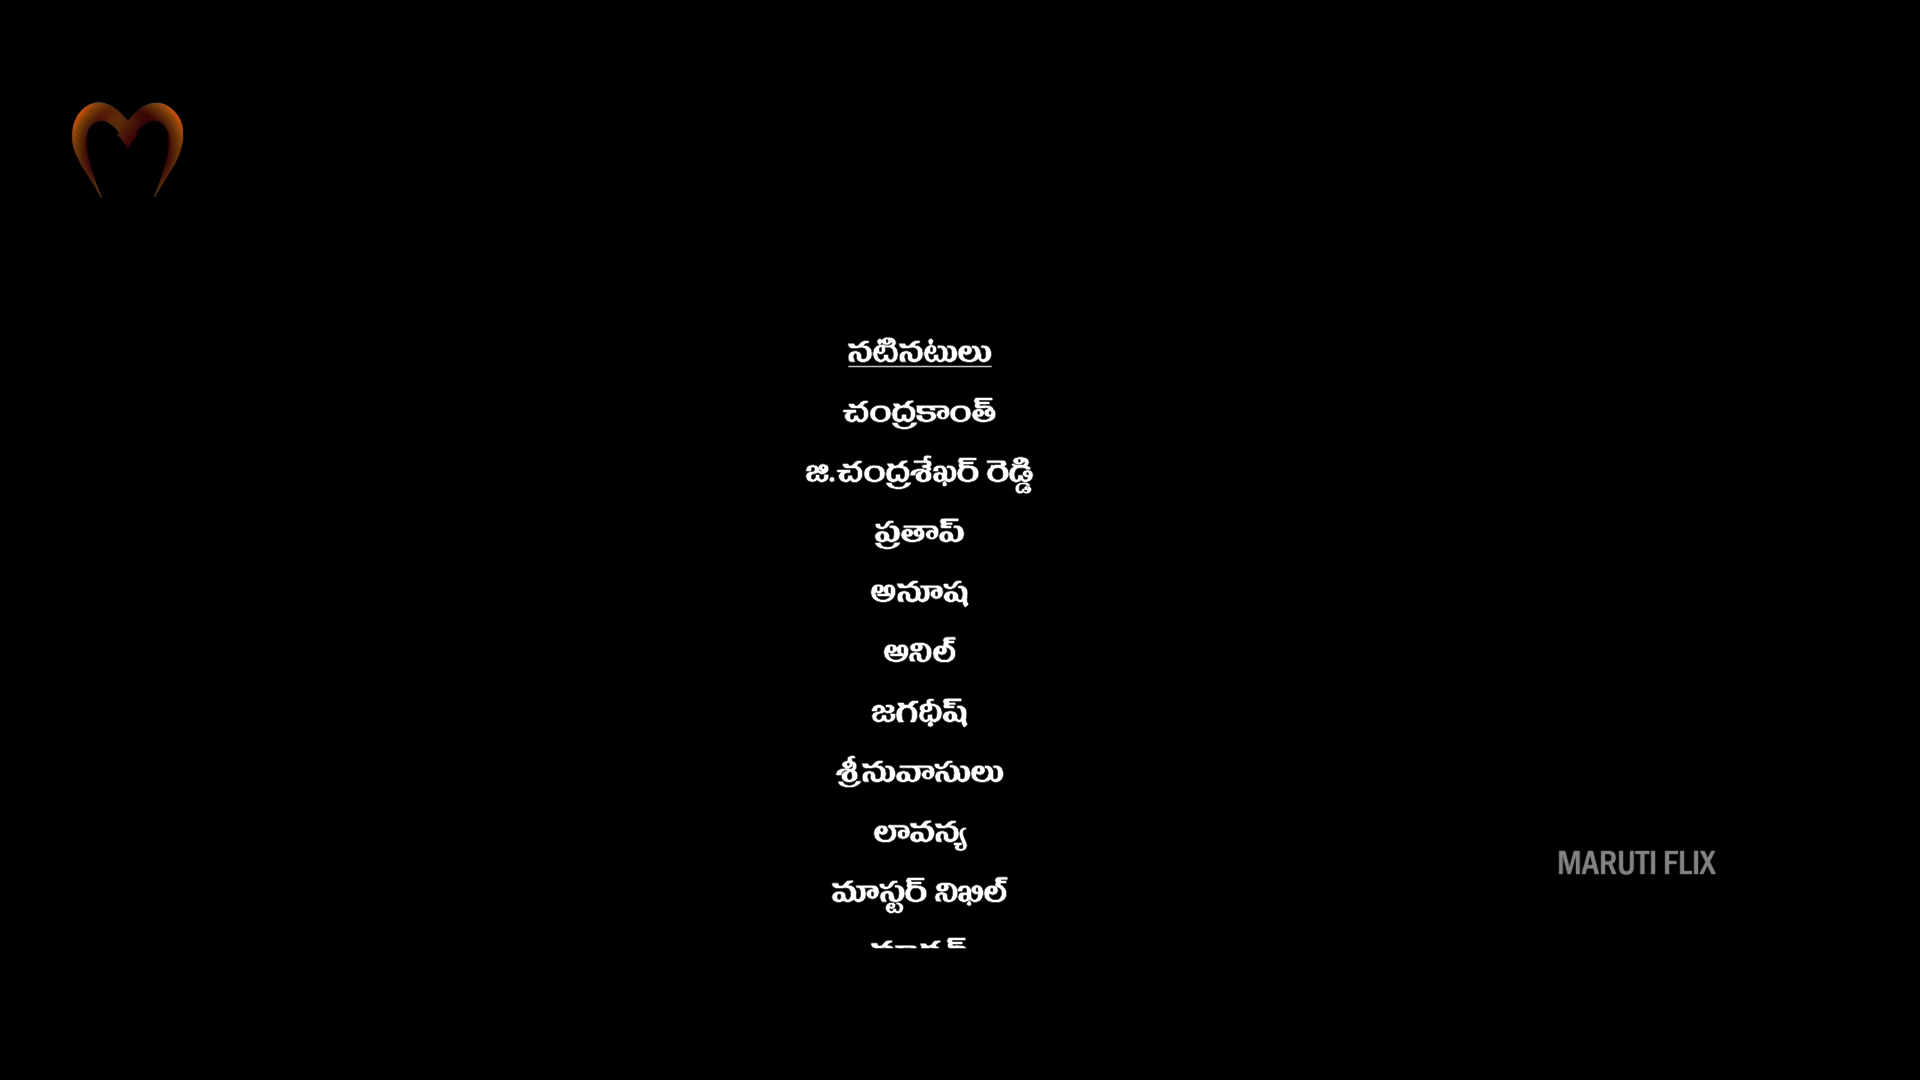 నటినటులు
చంద్రకాంత్
జి.చంద్రశేఖర్ రెడ్డి
ప్రతాప్
అనూష
అనిల్
జగధీష్
శ్రీనువాసులు
లావన్య
మాస్టర్ నిఖిల్
MARUTI FLIX